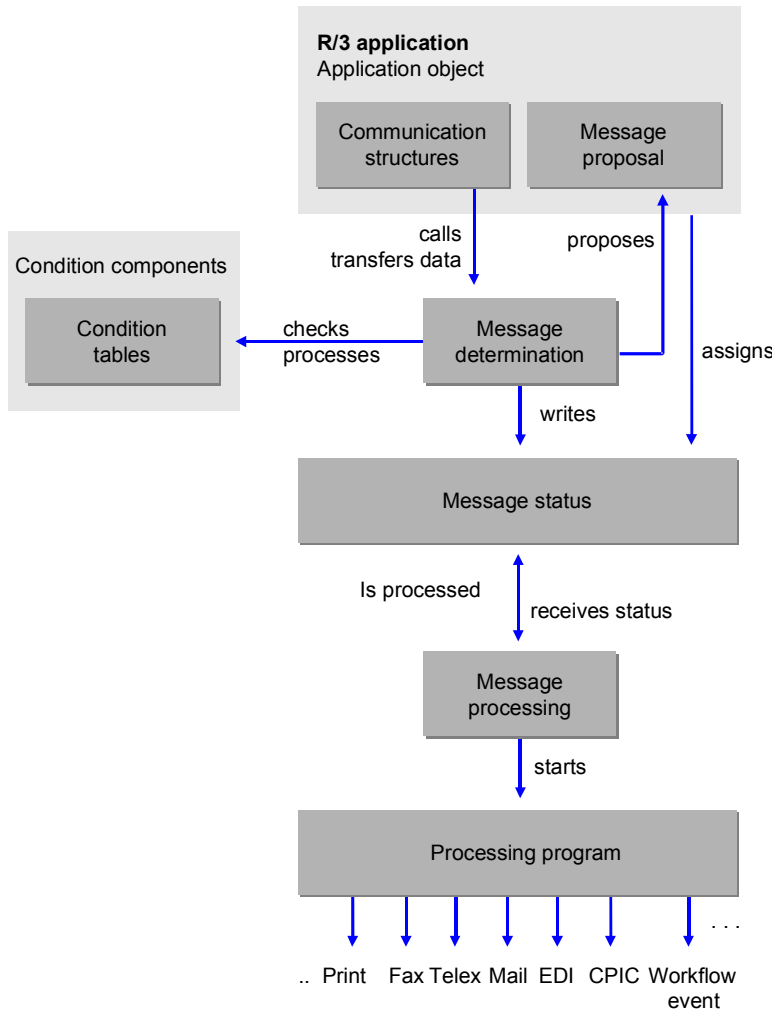 R/3 application
Application object
Communication
structures
Message
proposal
calls
transfers data
proposes
Condition components
Condition
tables
checks
processes
Message
determination
assigns
writes
Message status
Is processed
receives status
Message
processing
starts
Processing program
. . .
.. Print Fax Telex Mail EDI CPIC Workflow
event